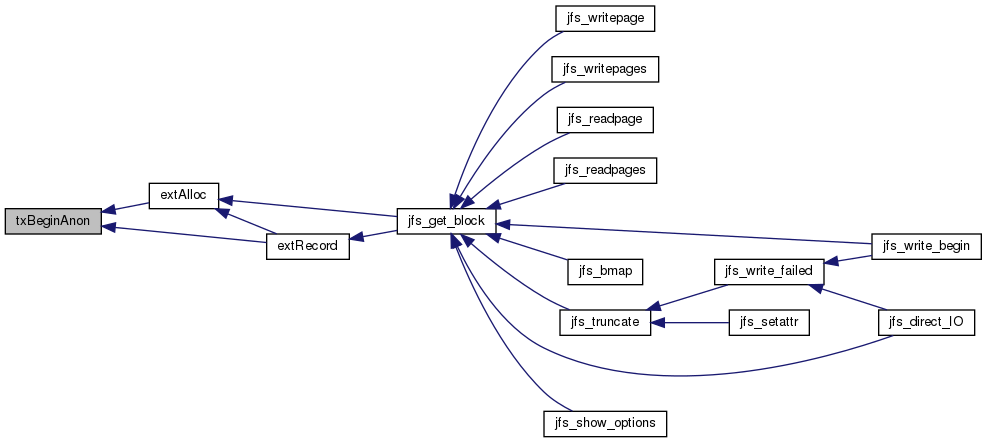 jfs_writepage
jfs_writepages
jfs_readpage
jfs_readpages
extAlloc
txBeginAnon
jfs_get_block
extRecord
jfs_write_begin
jfs_bmap
jfs_write_failed
jfs_truncate
jfs_setattr
jfs_direct_IO
jfs_show_options